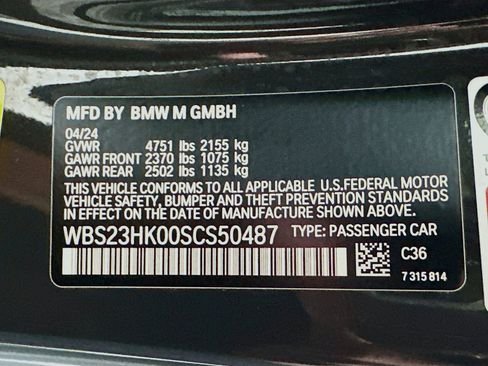 MFD BY BMW M GMBH
04/24
GVWR 4751 lbs 2155 kg
GAWR FRONT 2370 lbs 1075 kg
GAWR REAR 2502 lbs 1135 kg
THIS VEHICLE CONFORMS TO ALL APPLICABLE U.S.FEDERAL MOTOR
VEHICLE SAFETY, BUMPER AND THEFT PREVENTION STANDARDS IN
EFFECT ON THE DATE OF MANUFACTURE SHOWN ABOVE.
WBS23HK00SCS50487 TYPE: PASSENGER CAR
C36
7 315 814